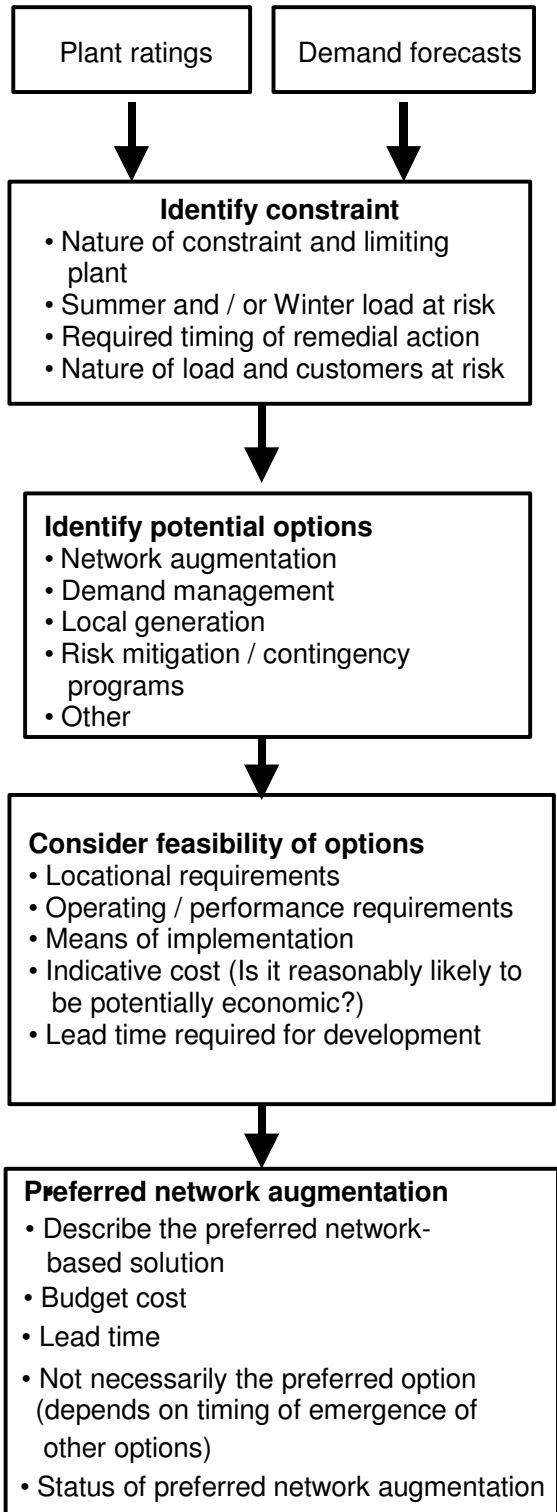 Plant ratings
Demand forecasts
Identify constraint
• Nature of constraint and limiting
plant
• Summer and / or Winter load at risk
• Required timing of remedial action
• Nature of load and customers at risk
Identify potential options
• Network augmentation
• Demand management
• Local generation
• Risk mitigation / contingency
programs
• Other
Consider feasibility of options
• Locational requirements
• Operating / performance requirements
• Means of implementation
• Indicative cost (Is it reasonably likely to
be potentially economic?)
• Lead time required for development
Preferred network augmentation
• Describe the preferred network-
based solution
• Budget cost
• Lead time
• Not necessarily the preferred option
(depends on timing of emergence of
other options)
• Status of preferred network augmentation